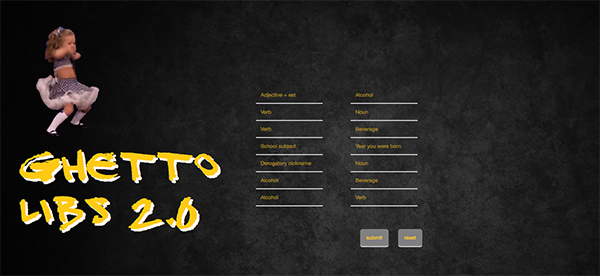 GHETTO
LIBS 2.0
Adjective + est
Verb
Verb
School subject
Derogatory nickname
Alcohol
Alcohol
Alcohol
Noun
Beverage
Year you were born
Noun
Beverage
Verb
submit
reset